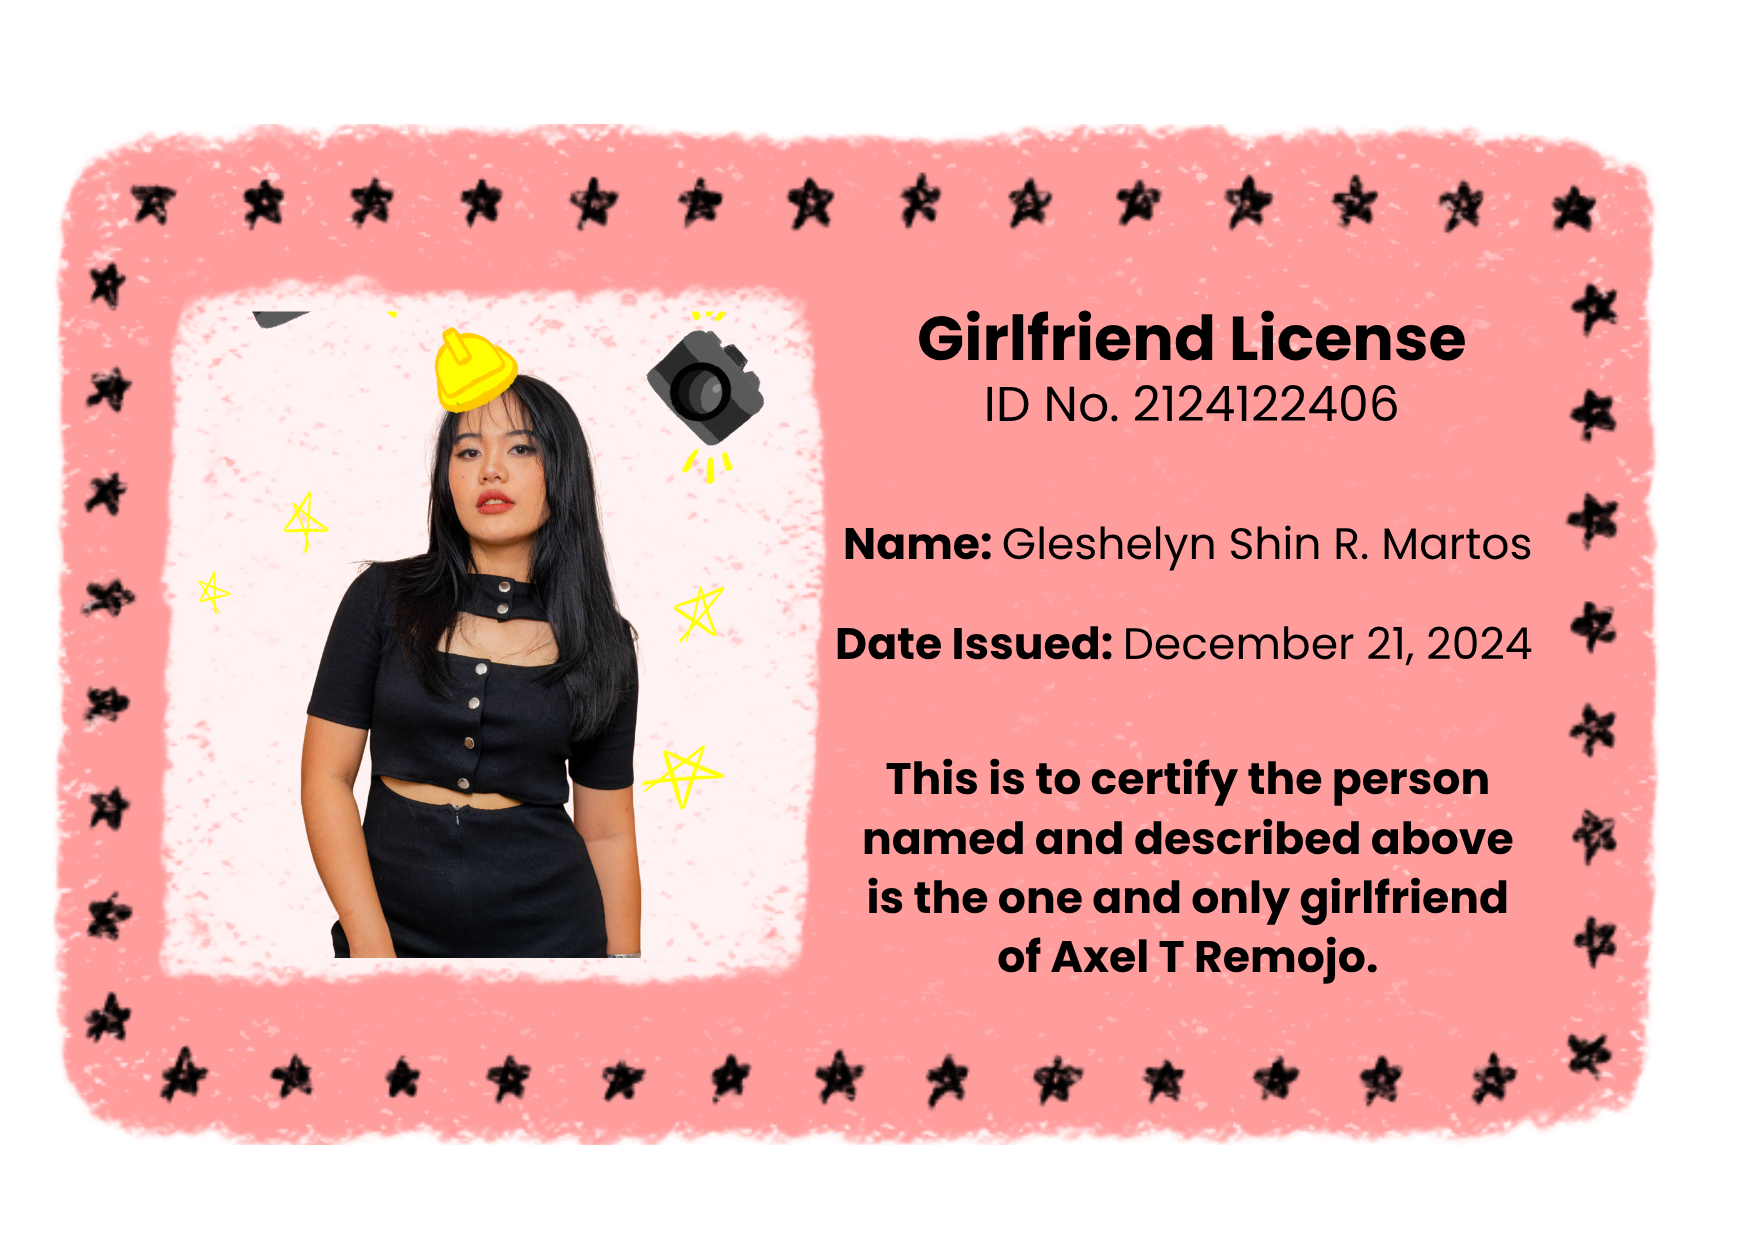 Girlfriend License
ID No. 2124122406
Name: Gleshelyn Shin R. Martos
Date Issued: December 21, 2024
This is to certify the person
named and described above
is the one and only girlfriend
of Axel T Remojo.